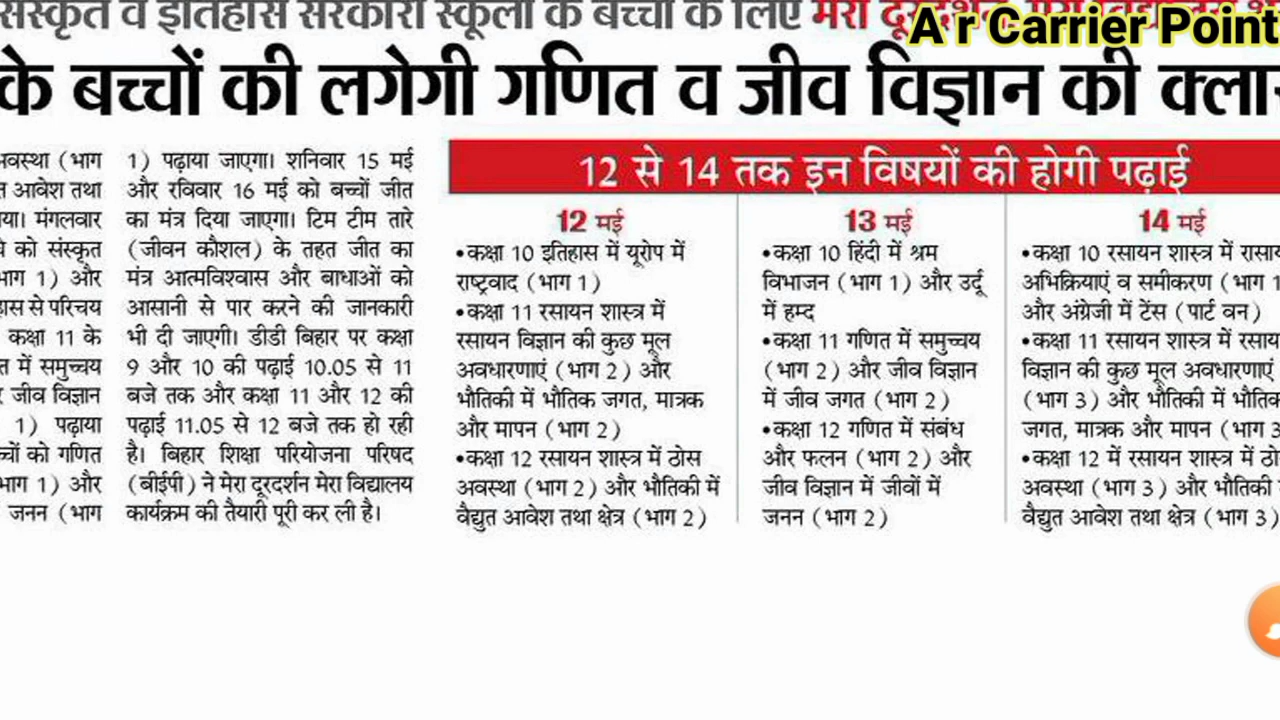 संस्कृत व इतिहास सरकारी स्कूलों के बच्चों के लिए मेरा दूरदर्शन
A r Carrier Point
के बच्चों की लगेगी गणित व जीव विज्ञान की
अवस्था (भाग
आवेश तथा
मंगलवार
को संस्कृत
भाग 1) और
से परिचय
कक्षा 11 के
में समुच्चय
जीव विज्ञान
1) पढ़ाया
को गणित
भाग 1) और
जनन (भाग
1) पढ़ाया जाएगा। शनिवार 15 मई
और रविवार 16 मई को बच्चों जीत
का मंत्र दिया जाएगा। टिम टीम तारे
(जीवन कौशल) के तहत जीत का
मंत्र आत्मविश्वास और बाधाओं को
आसानी से पार करने की जानकारी
भी दी जाएगी। डीडी बिहार पर कक्षा
9 और 10 की पढ़ाई 10.05 से 11
बजे तक और कक्षा 11 और 12 की
पढ़ाई 11.05 से 12 बजे तक हो रही
है। बिहार शिक्षा परियोजना परिषद
(बीईपी) ने मेरा दूरदर्शन मेरा विद्यालय
कार्यक्रम की तैयारी पूरी कर ली है।
12 से 14 तक इन विषयों की होगी पढ़ाई
12 मई
•कक्षा 10 इतिहास में यूरोप में
राष्ट्रवाद (भाग 1)
•कक्षा 11 रसायन शास्त्र में
रसायन विज्ञान की कुछ मूल
अवधारणाएं (भाग 2) और
भौतिकी में भौतिक जगत, मात्रक
और मापन (भाग 2)
•कक्षा 12 रसायन शास्त्र में ठोस
अवस्था (भाग 2) और भौतिकी में
वैद्युत आवेश तथा क्षेत्र (भाग 2)
13 मई
•कक्षा 10 हिंदी में श्रम
विभाजन (भाग 1) और उर्दू
में हम्द
•कक्षा 11 गणित में समुच्चय
(भाग 2) और जीव विज्ञान
में जीव जगत (भाग 2)
•कक्षा 12 गणित में संबंध
और फलन (भाग 2) और
जीव विज्ञान में जीवों में
जनन (भाग 2)
14 मई
•कक्षा 10 रसायन शास्त्र में
अभिक्रियाएं व समीकरण (भाग 1
और अंग्रेजी में टेंस (पार्ट वन)
•कक्षा 11 रसायन शास्त्र में
विज्ञान की कुछ मूल अवधारणाएं
(भाग 3) और भौतिकी में
जगत, मात्रक और मापन (भाग 3
•कक्षा 12 में रसायन शास्त्र में
अवस्था (भाग 3) और भौतिकी
वैद्युत आवेश तथा क्षेत्र (भाग 3)